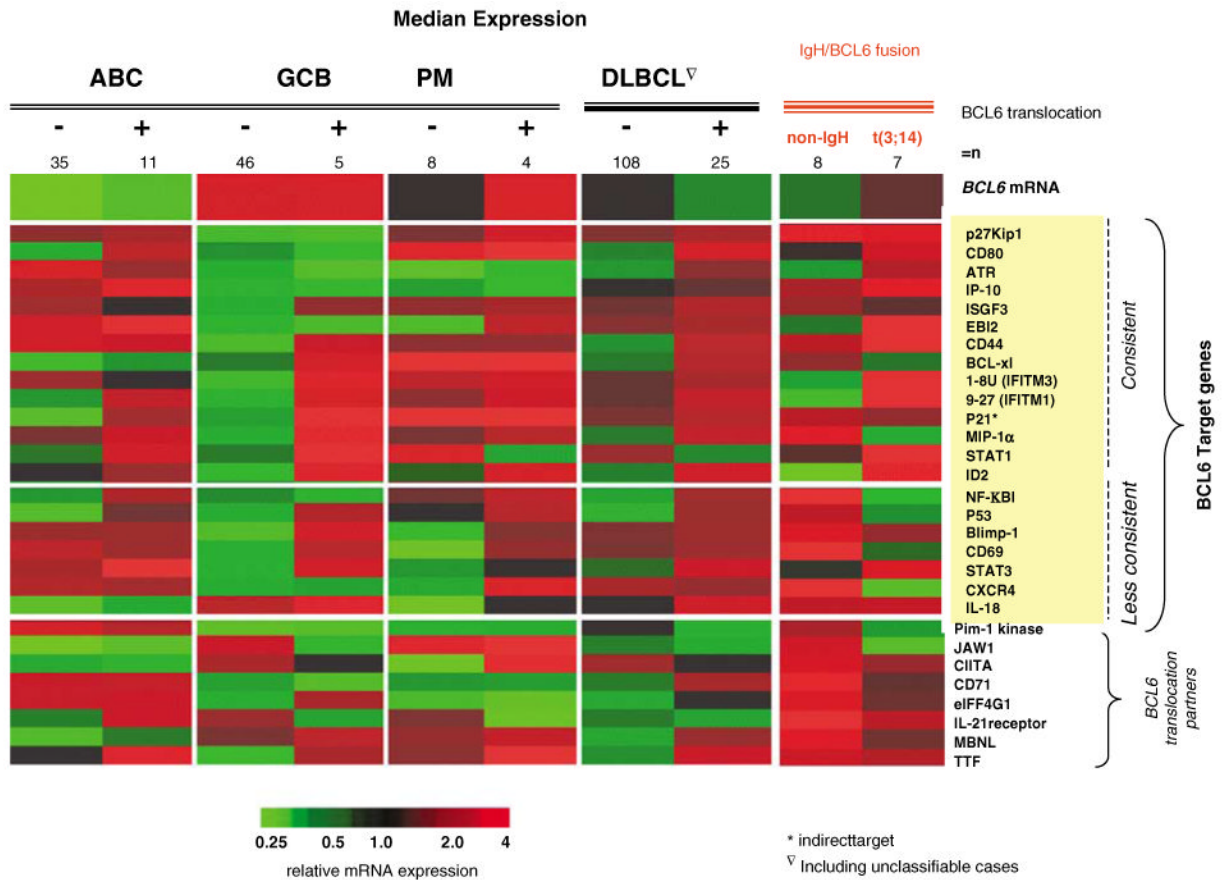 Median Expression
IgH/BCL6 fusion
ABC GCB PM DLBCL∇
BCL6 translocation
- + - + - + - + non-IgH t(3;14)
=n
35 11 46 5 8 4 108 25 8 7
BCL6 mRNA
p27Kip1
CD80
ATR
IP-10
ISGF3
EBI2
CD44
BCL-xl
1-8U (IFITM3)
9-27 (IFITM1)
P21*
MIP-1α
STAT1
ID2
Consistent
NF-ΚBI
P53
Blimp-1
CD69
STAT3
CXCR4
IL-18
Less consistent
BCL6 Target genes
Pim-1 kinase
JAW1
CIITA
CD71
eIFF4G1
IL-21receptor
MBNL
TTF
BCL6
translocation
partners
0.25 0.5 1.0 2.0 4
relative mRNA expression
* indirecttarget
∇ Including unclassifiable cases